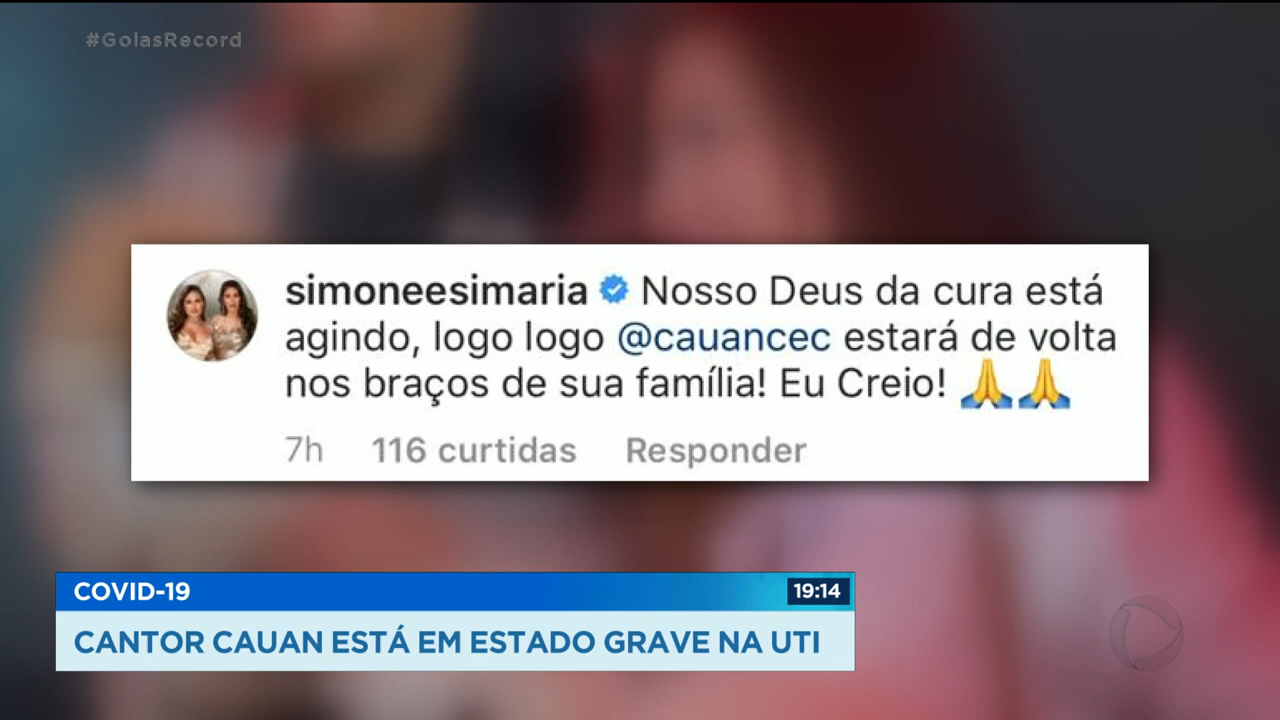 #GoiasRecord
simoneesimaria Nosso Deus da cura está
agindo, logo logo @cauancec estará de volta
nos braços de sua família! Eu Creio! 🙏🙏
7h 116 curtidas Responder
COVID-19 19:14
CANTOR CAUAN ESTÁ EM ESTADO GRAVE NA UTI